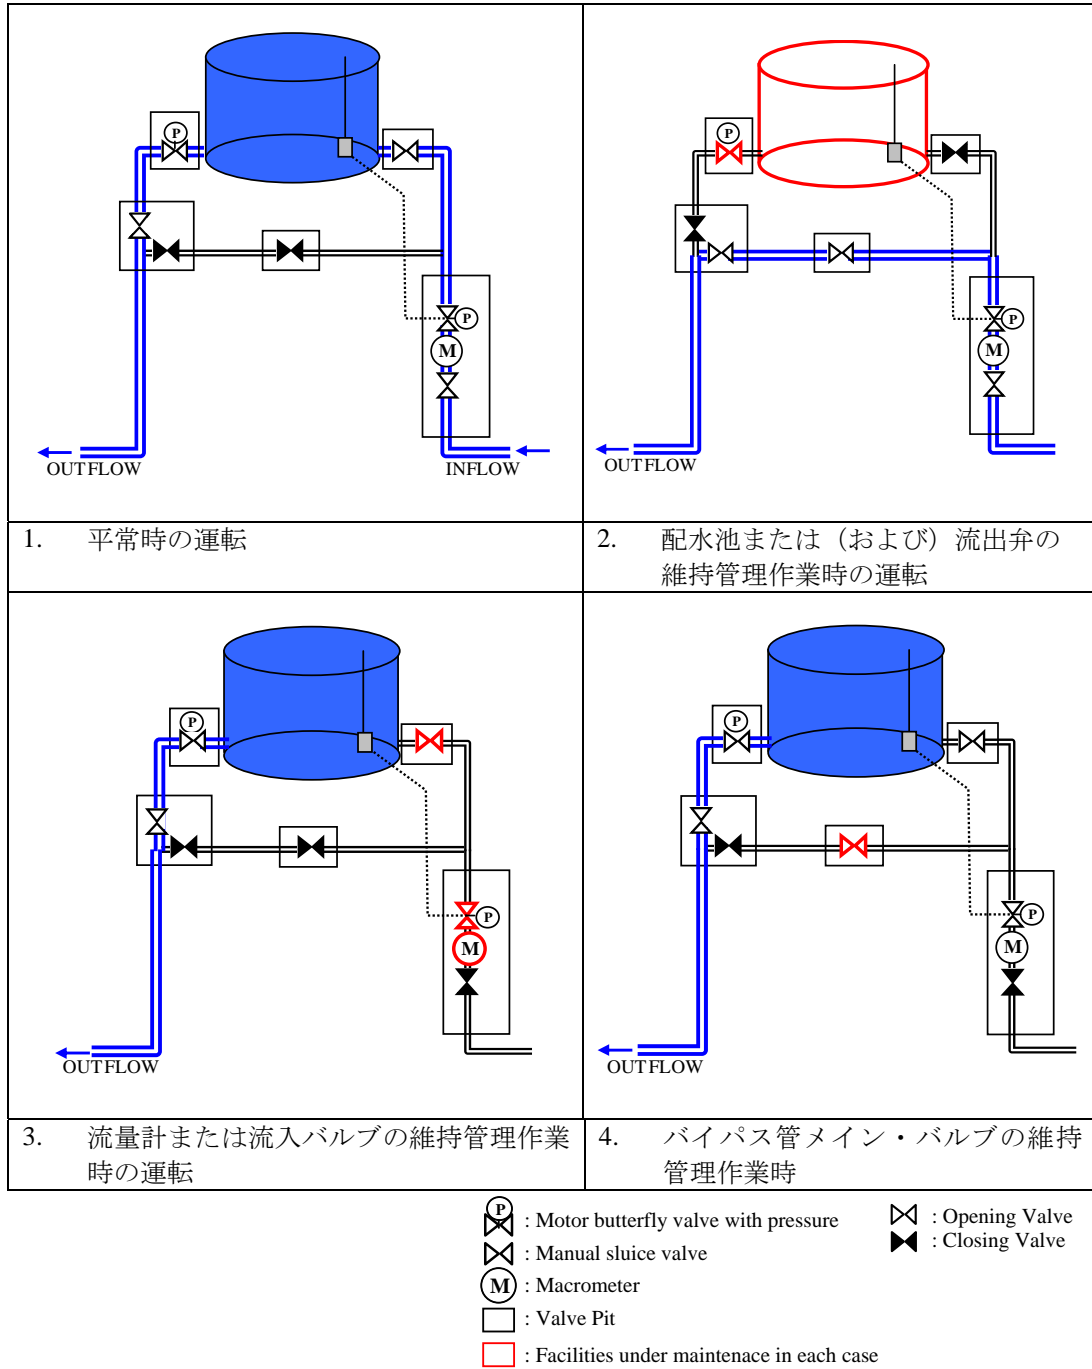 P
P
M
OUTFLOW
INFLOW
P
P
M
OUTFLOW
1. 平常時の運転
2. 配水池または（および）流出弁の
維持管理作業時の運転
P
P
M
OUTFLOW
P
P
M
OUTFLOW
3. 流量計または流入バルブの維持管理作業
時の運転
4. バイパス管メイン・バルブの維持
管理作業時
P : Motor butterfly valve with pressure
: Manual sluice valve
M : Macrometer
: Valve Pit
: Facilities under maintenace in each case
: Opening Valve
: Closing Valve